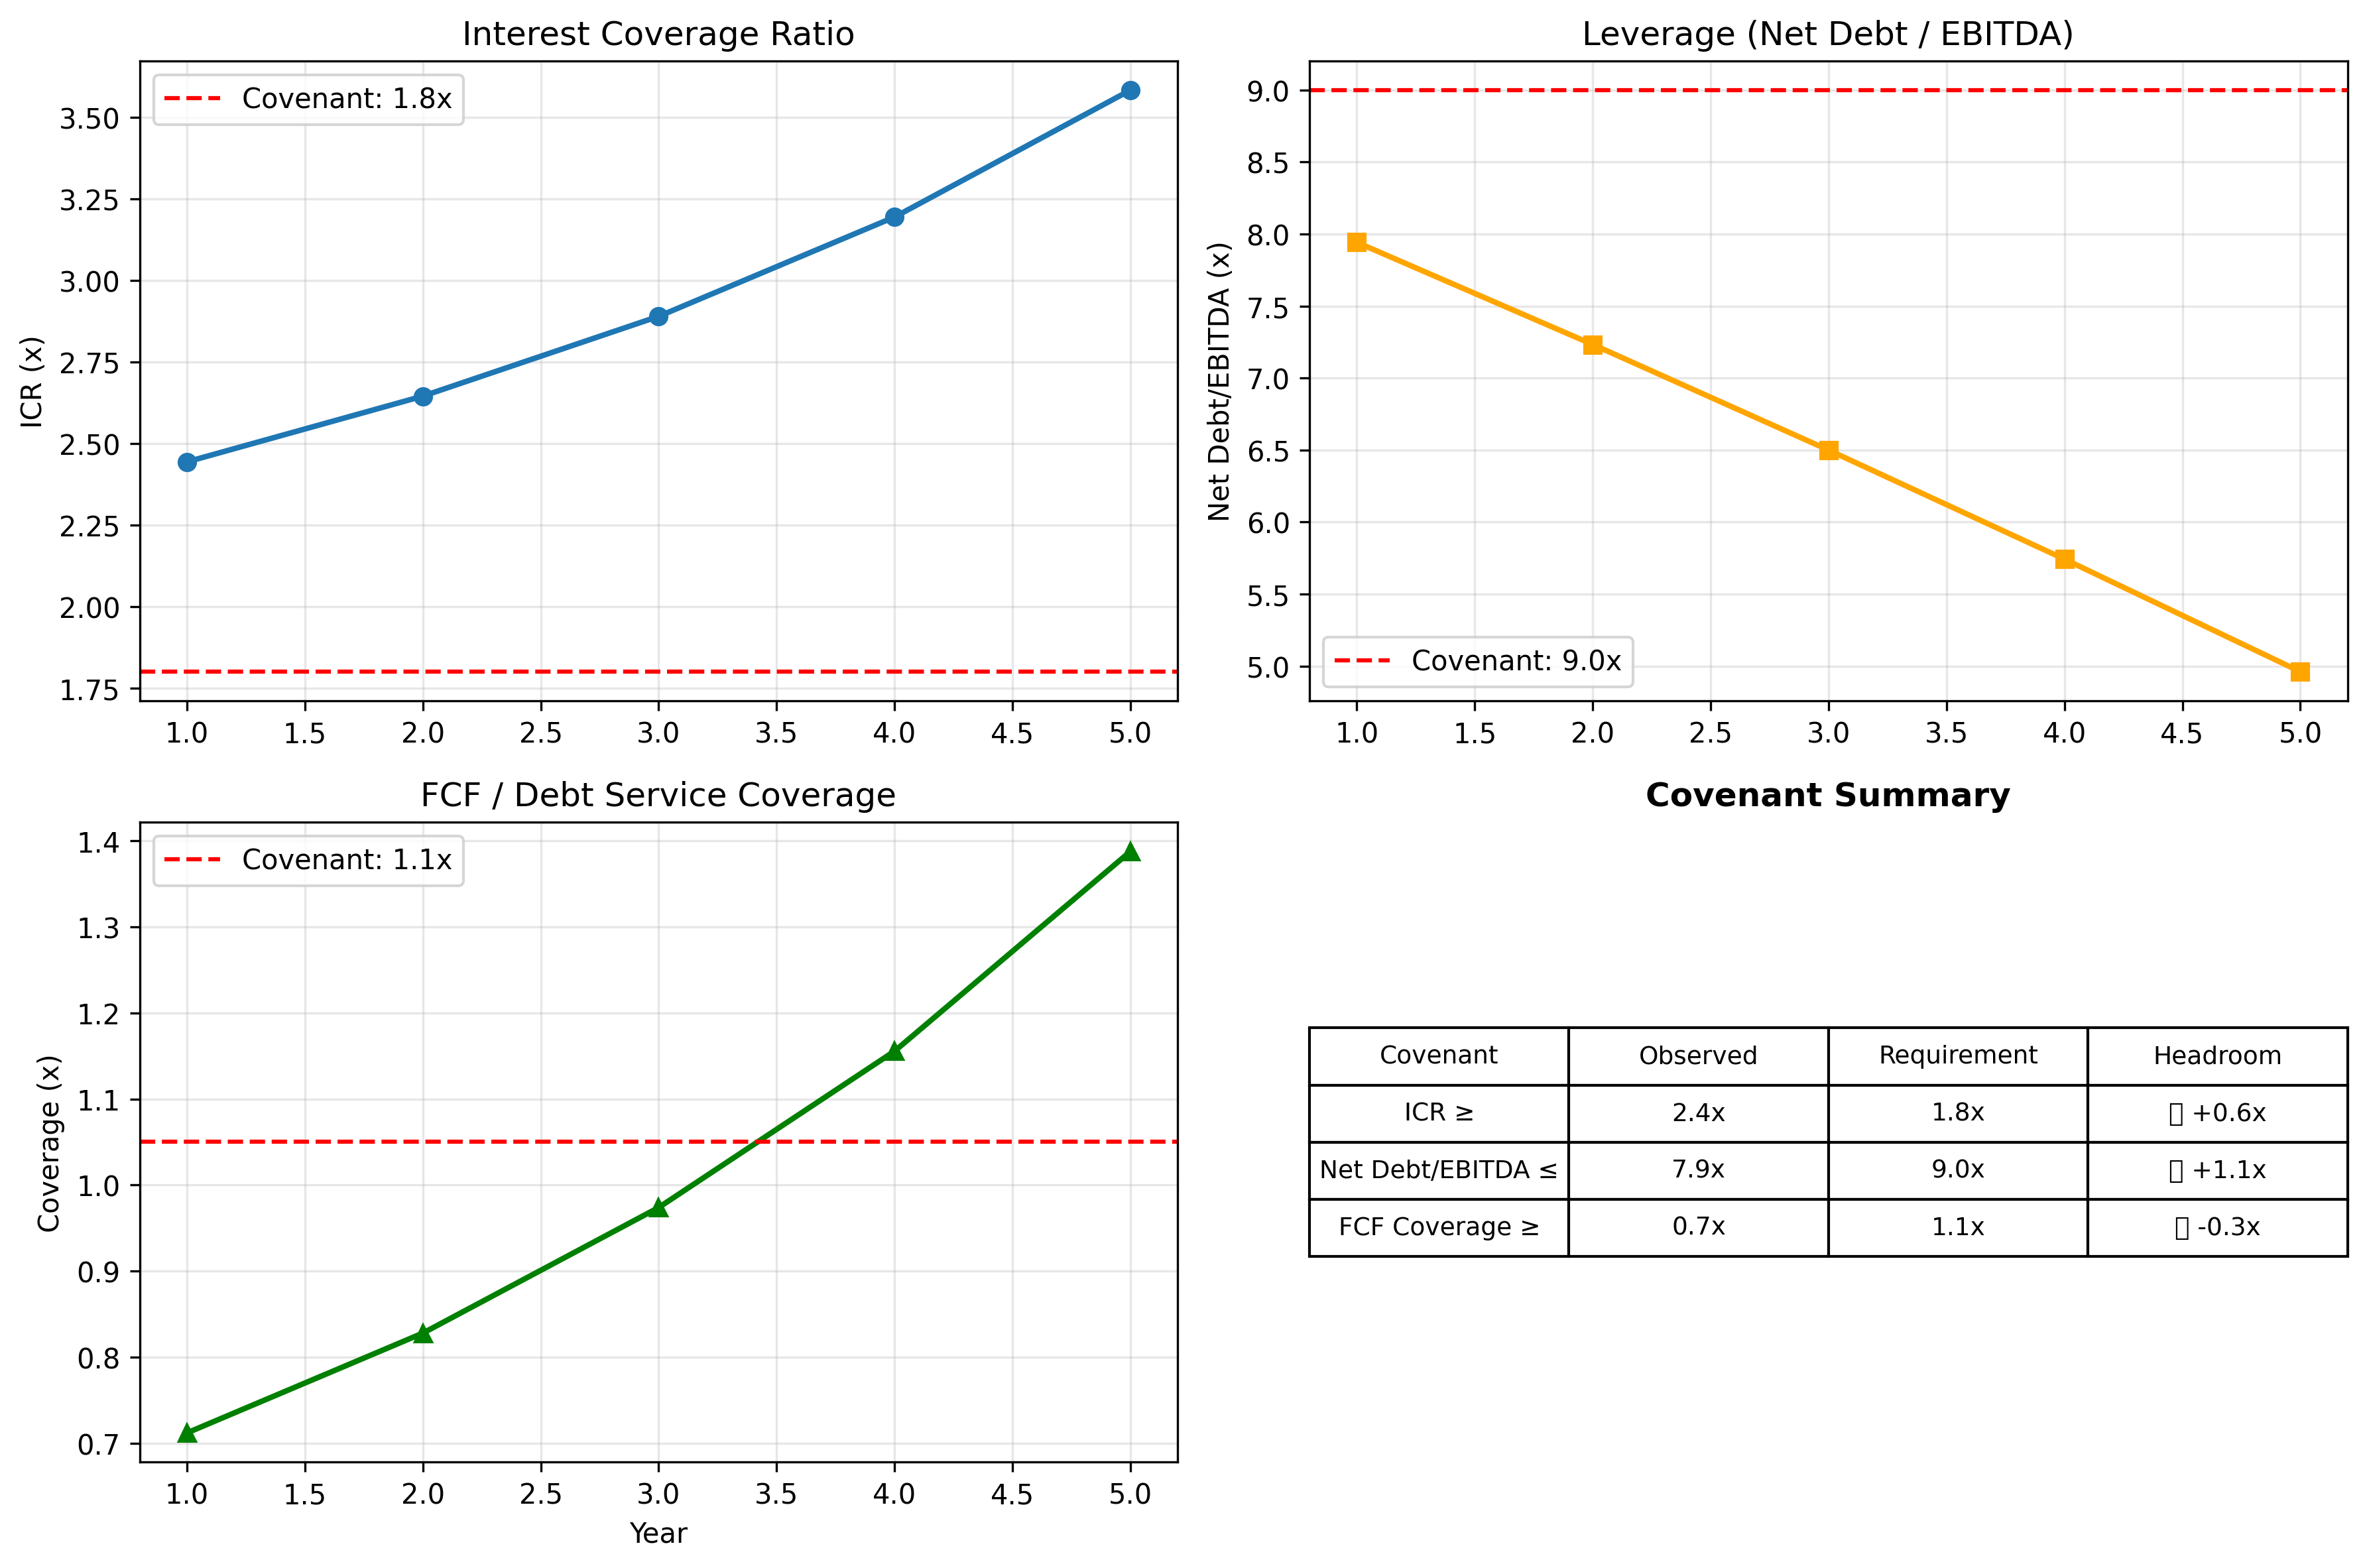 Interest Coverage Ratio
Covenant: 1.8x
ICR (x)
3.50
3.25
3.00
2.75
2.50
2.25
2.00
1.75
1.0 1.5 2.0 2.5 3.0 3.5 4.0 4.5 5.0
Leverage (Net Debt / EBITDA)
Net Debt/EBITDA (x)
9.0
8.5
8.0
7.5
7.0
6.5
6.0
5.5
5.0
Covenant: 9.0x
1.0 1.5 2.0 2.5 3.0 3.5 4.0 4.5 5.0
FCF / Debt Service Coverage
Covenant: 1.1x
Coverage (x)
1.4
1.3
1.2
1.1
1.0
0.9
0.8
0.7
1.0 1.5 2.0 2.5 3.0 3.5 4.0 4.5 5.0
Year
Covenant Summary
Covenant Observed Requirement Headroom
ICR ≥ 2.4x 1.8x +0.6x
Net Debt/EBITDA ≤ 7.9x 9.0x +1.1x
FCF Coverage ≥ 0.7x 1.1x -0.3x